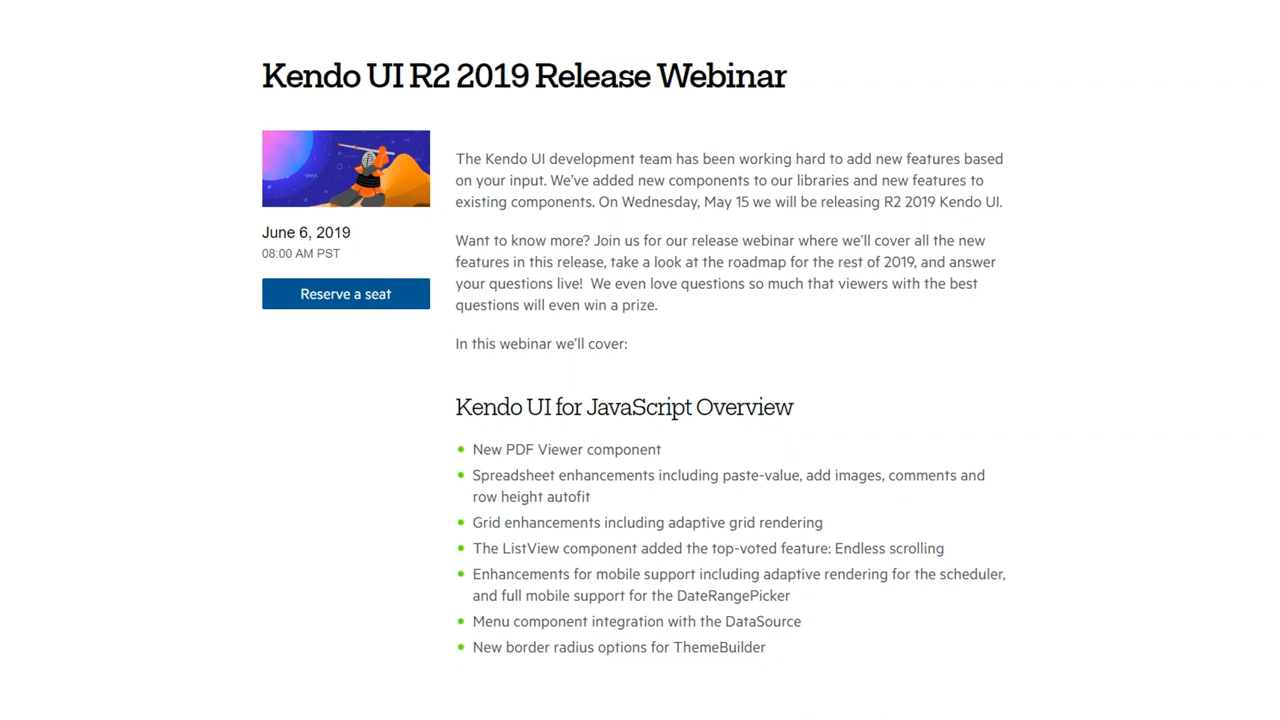 Kendo UI R2 2019 Release Webinar
June 6, 2019
08:00 AM PST
Reserve a seat
The Kendo UI development team has been working hard to add new features based
on your input. We've added new components to our libraries and new features to
existing components. On Wednesday, May 15 we will be releasing R2 2019 Kendo UI.
Want to know more? Join us for our release webinar where we'll cover all the new
features in this release, take a look at the roadmap for the rest of 2019, and answer
your questions live!  We even love questions so much that viewers with the best
questions will even win a prize.
In this webinar we'll cover:
Kendo UI for JavaScript Overview
• New PDF Viewer component
• Spreadsheet enhancements including paste-value, add images, comments and
row height autofit
• Grid enhancements including adaptive grid rendering
• The ListView component added the top-voted feature: Endless scrolling
• Enhancements for mobile support including adaptive rendering for the scheduler,
and full mobile support for the DateRangePicker
• Menu component integration with the DataSource
• New border radius options for ThemeBuilder